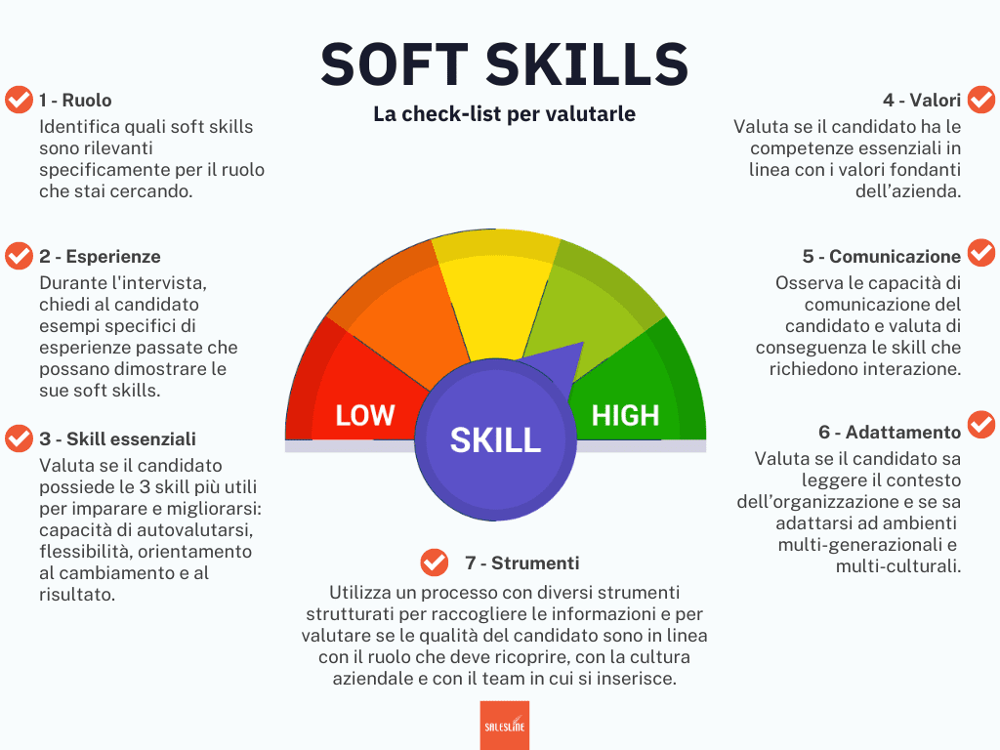 SOFT SKILLS
La check-list per valutarle
1 - Ruolo
Identifica quali soft skills
sono rilevanti
specificamente per il ruolo
che stai cercando.
2 - Esperienze
Durante l'intervista,
chiedi al candidato
esempi specifici di
esperienze passate che
possano dimostrare le
sue soft skills.
3 - Skill essenziali
Valuta se il candidato
possiede le 3 skill più utili
per imparare e migliorarsi:
capacità di autovalutarsi,
flessibilità, orientamento
al cambiamento e al
risultato.
4 - Valori
Valuta se il candidato ha le
competenze essenziali in
linea con i valori fondanti
dell’azienda.
5 - Comunicazione
Osserva le capacità di
comunicazione del
candidato e valuta di
conseguenza le skill che
richiedono interazione.
6 - Adattamento
Valuta se il candidato sa
leggere il contesto
dell’organizzazione e se sa
adattarsi ad ambienti
multi-generazionali e
multi-culturali.
LOW
HIGH
SKILL
7 - Strumenti
Utilizza un processo con diversi strumenti
strutturati per raccogliere le informazioni e per
valutare se le qualità del candidato sono in linea
con il ruolo che deve ricoprire, con la cultura
aziendale e con il team in cui si inserisce.
SALESLINE